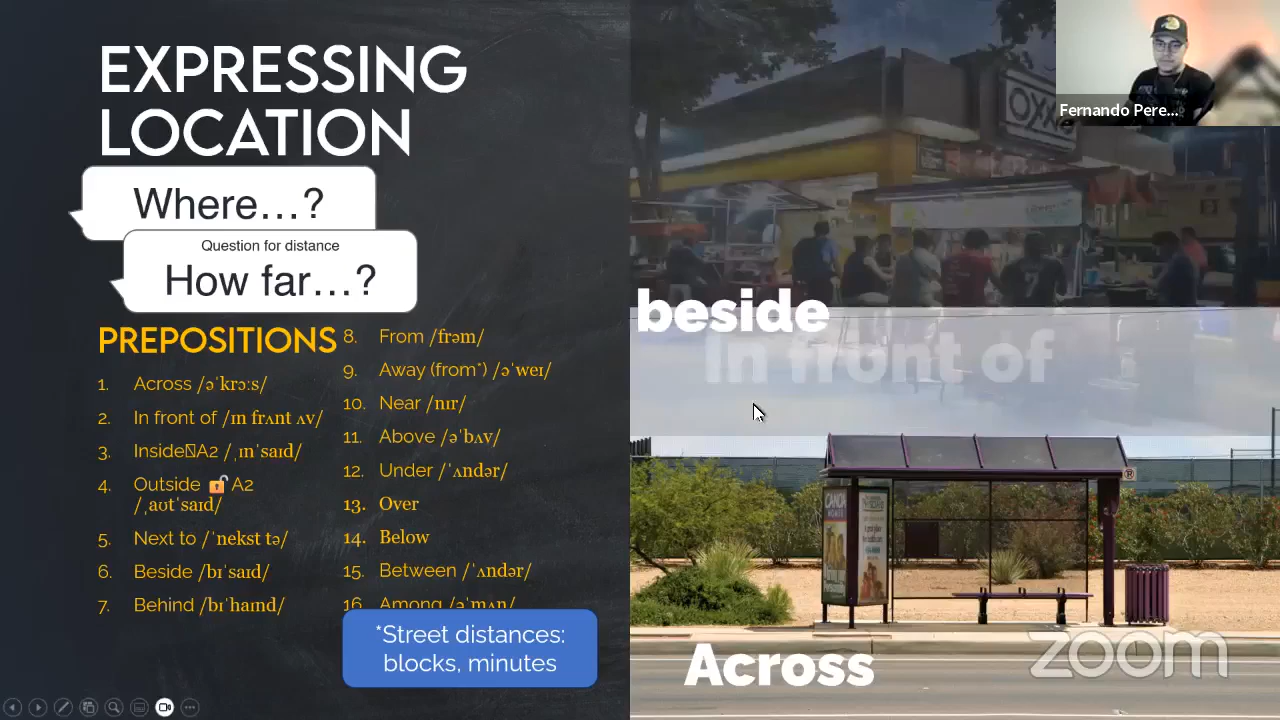 EXPRESSING
LOCATION
Where...?
Question for distance
How far...?
PREPOSITIONS
1. Across /əˈkrɔːs/
2. In front of /ɪn frʌnt ʌv/
3. Inside A2 /ˌɪnˈsaɪd/
4. Outside 🔓 A2
/ˌaʊtˈsaɪd/
5. Next to /ˈnekst tə/
6. Beside /bɪˈsaɪd/
7. Behind /bɪˈhaɪnd/
8. From /frəm/
9. Away (from*) /əˈweɪ/
10. Near /nɪr/
11. Above /əˈbʌv/
12. Under /ˈʌndər/
13. Over
14. Below
15. Between /ˈʌndər/
16. Among /əˈmʌŋ/
*Street distances:
blocks, minutes
OXXO
beside
In front of
Across
CANOA
zoom
Fernando Pere...